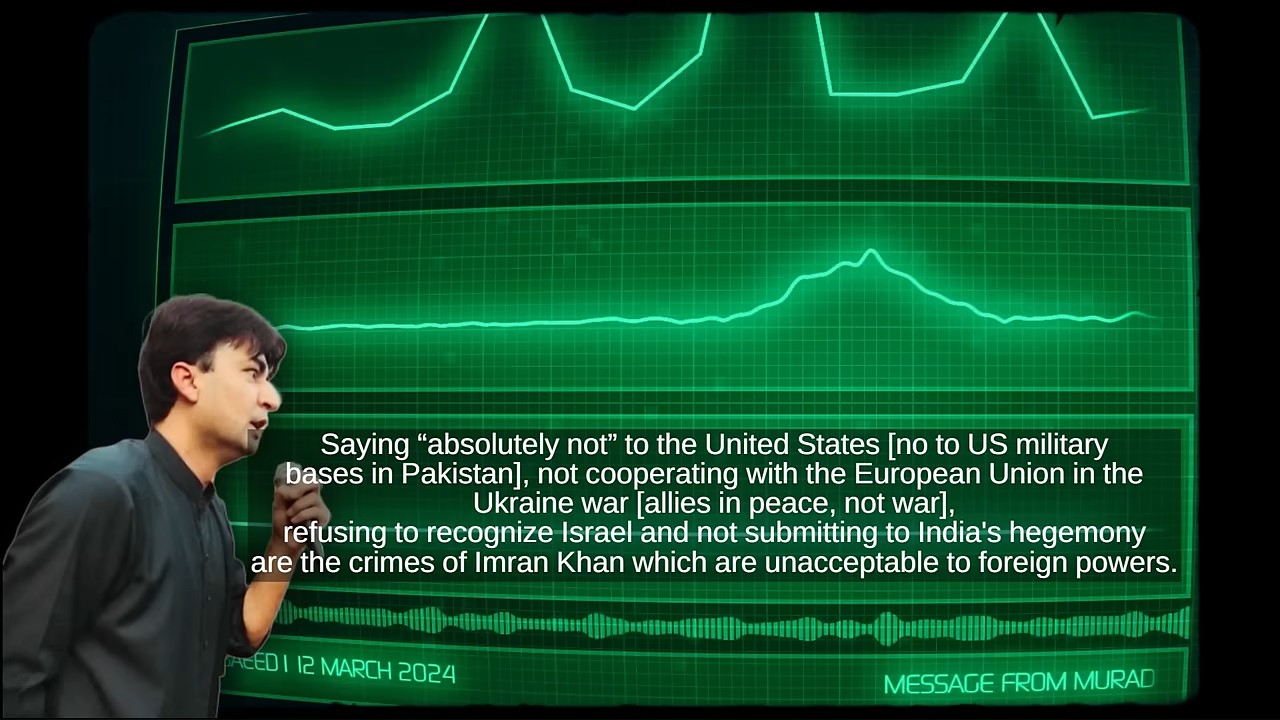 Saying “absolutely not” to the United States [no to US military
bases in Pakistan], not cooperating with the European Union in the
Ukraine war [allies in peace, not war],
refusing to recognize Israel and not submitting to India's hegemony
are the crimes of Imran Khan which are unacceptable to foreign powers.
SAEED | 12 MARCH 2024
MESSAGE FROM MURAD